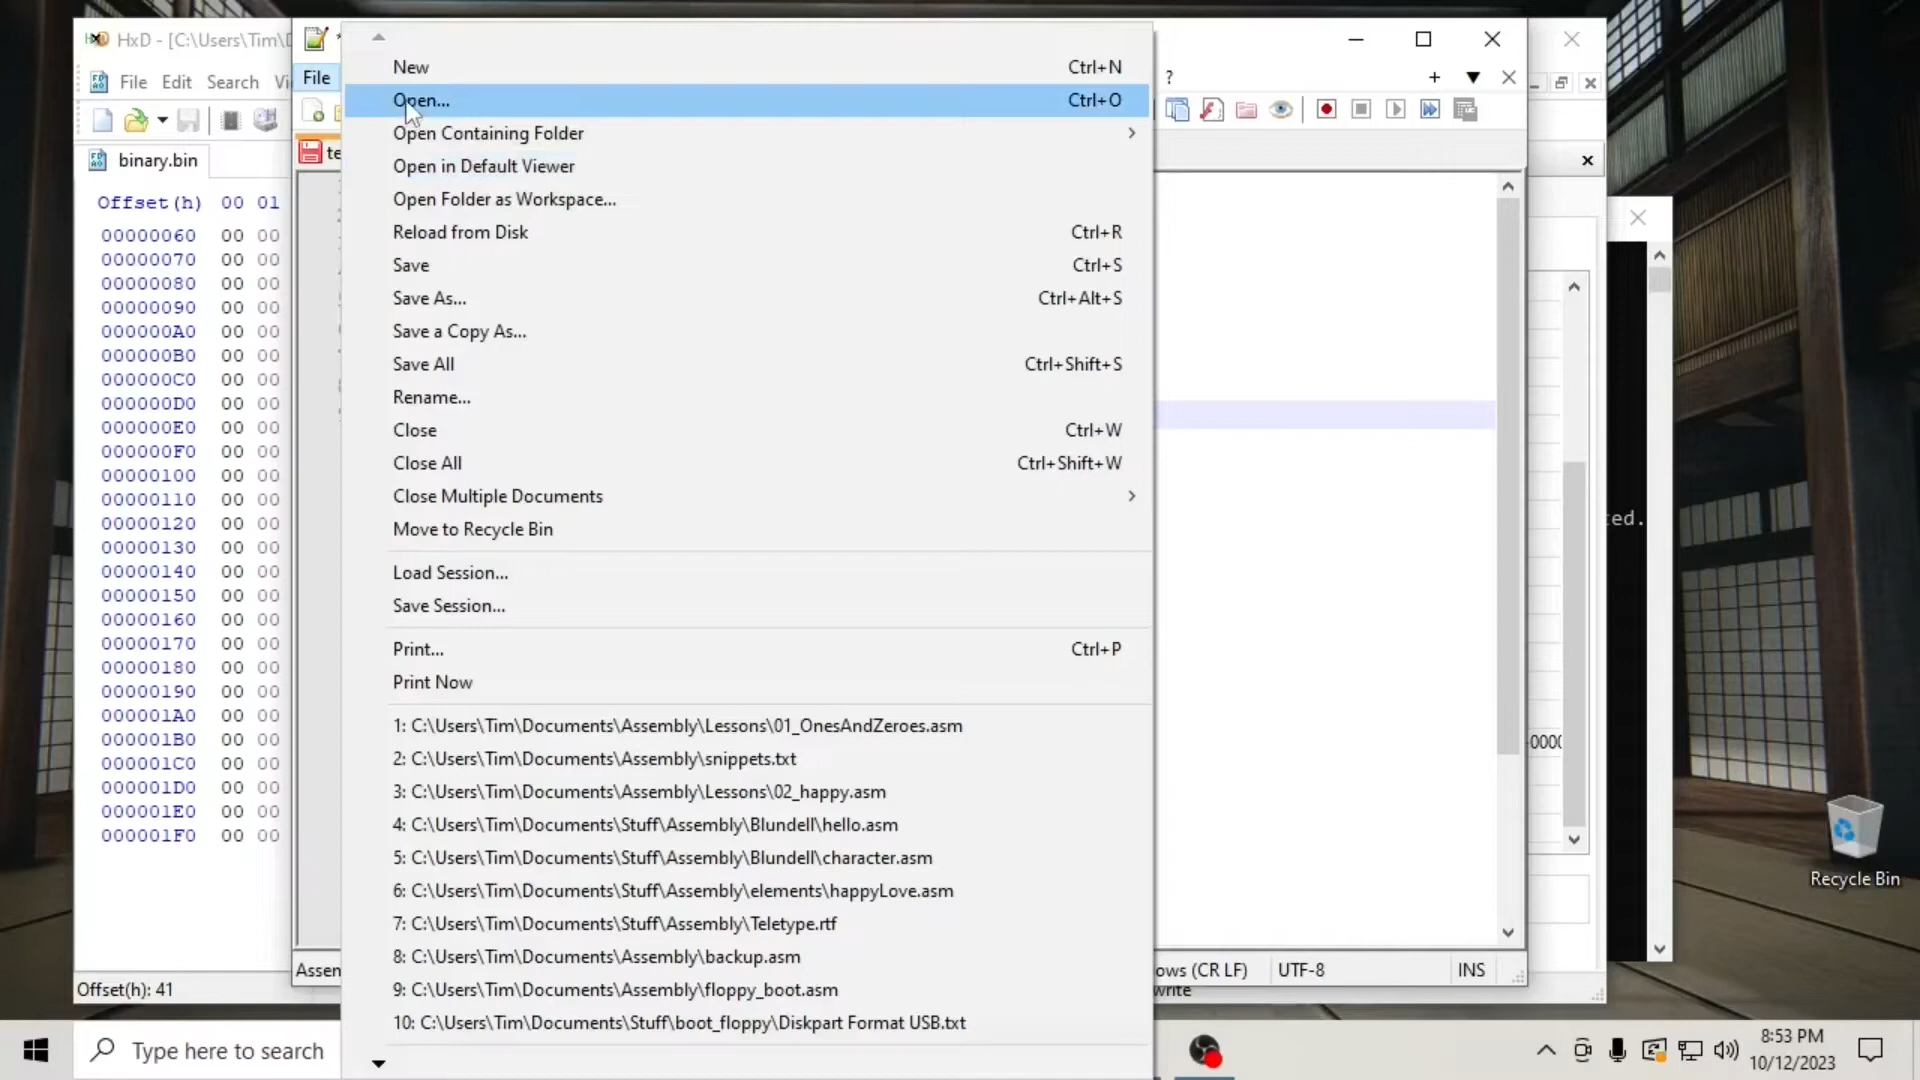 HxD - [C:\Users\Tim\D
File Edit Search Vi
binary.bin
Offset(h) 00 01
00000060 00 00
00000070 00 00
00000080 00 00
00000090 00 00
000000A0 00 00
000000B0 00 00
000000C0 00 00
000000D0 00 00
000000E0 00 00
000000F0 00 00
00000100 00 00
00000110 00 00
00000120 00 00
00000130 00 00
00000140 00 00
00000150 00 00
00000160 00 00
00000170 00 00
00000180 00 00
00000190 00 00
000001A0 00 00
000001B0 00 00
000001C0 00 00
000001D0 00 00
000001E0 00 00
000001F0 00 00
Offset(h): 41
File
?
te
New Ctrl+N
Open... Ctrl+O
Open Containing Folder
Open in Default Viewer
Open Folder as Workspace...
Reload from Disk Ctrl+R
Save Ctrl+S
Save As... Ctrl+Alt+S
Save a Copy As...
Save All Ctrl+Shift+S
Rename...
Close Ctrl+W
Close All Ctrl+Shift+W
Close Multiple Documents
Move to Recycle Bin
Load Session...
Save Session...
Print... Ctrl+P
Print Now
1: C:\Users\Tim\Documents\Assembly\Lessons\01_OnesAndZeroes.asm
2: C:\Users\Tim\Documents\Assembly\snippets.txt
3: C:\Users\Tim\Documents\Assembly\Lessons\02_happy.asm
4: C:\Users\Tim\Documents\Stuff\Assembly\Blundell\hello.asm
5: C:\Users\Tim\Documents\Stuff\Assembly\Blundell\character.asm
6: C:\Users\Tim\Documents\Stuff\Assembly\elements\happyLove.asm
7: C:\Users\Tim\Documents\Stuff\Assembly\Teletype.rtf
8: C:\Users\Tim\Documents\Assembly\backup.asm
9: C:\Users\Tim\Documents\Assembly\floppy_boot.asm
10: C:\Users\Tim\Documents\Stuff\boot_floppy\Diskpart Format USB.txt
Assen
ows (CR LF) UTF-8 INS
write
-0000
ted.
Recycle Bin
Type here to search
8:53 PM
10/12/2023